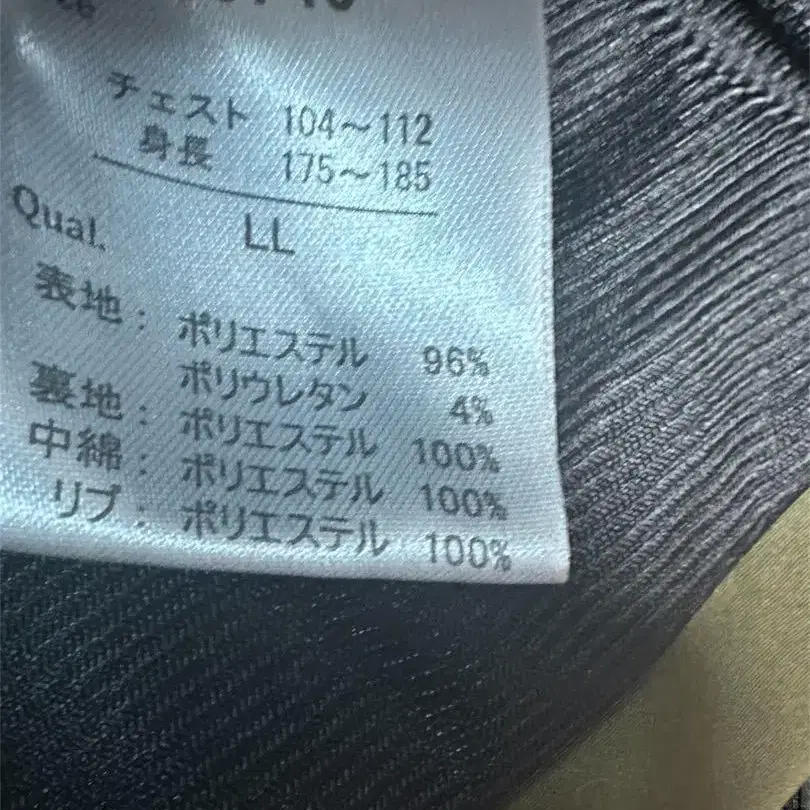 チェスト 104~112
身長 175~185
Qual. LL
表地: ポリエステル 96%
ポリウレタン 4%
裏地: ポリエステル 100%
中綿: ポリエステル 100%
リブ: ポリエステル 100%